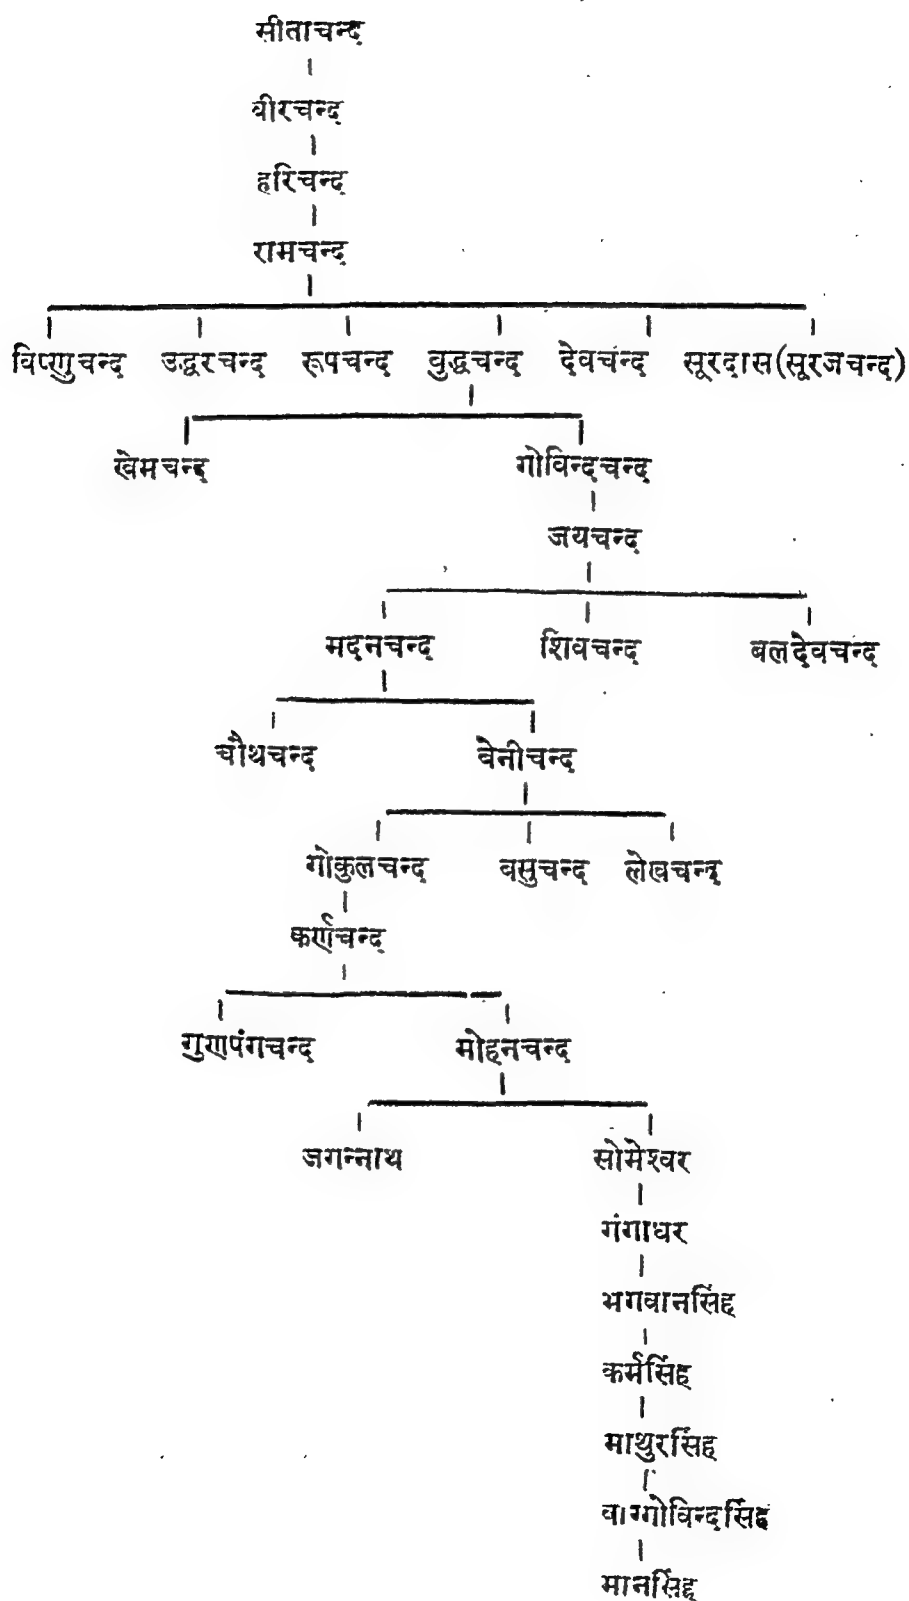 सीताचन्द
वीरचन्द
हरिचन्द
रामचन्द
विष्णुचन्द उद्धरचन्द रूपचन्द वुद्धचन्द देवचंन्द सूरदास(सूरजचन्द)
खेमचन्द गोविन्दचन्द
जयचन्द
मदनचन्द शिवचन्द बलदेवचन्द
चौथचन्द वेनीचन्द
गोकुलचन्द वसुचन्द लेखचन्द
कर्णचन्द
गुणपंगचन्द मोहनचन्द
जगन्नाथ सोमेश्वर
गंगाधर
भगवानसिंह
कर्मसिंह
माथुरसिंह
वाग्गोविन्दसिंह
मानसिंह